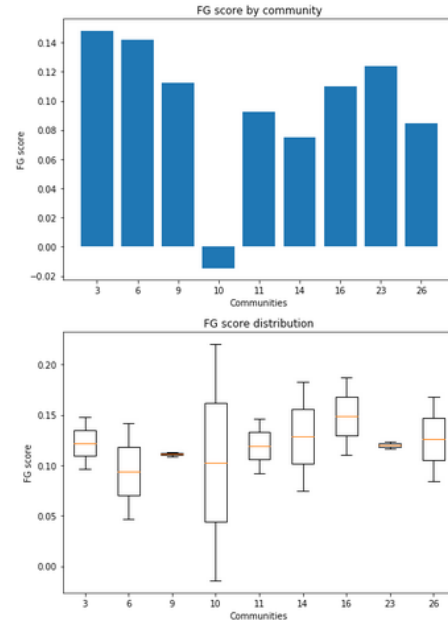 FG score by community
0.14
0.12
0.10
0.08
0.06
0.04
0.02
0.00
−0.02
FG score
3 6 9 10 11 14 16 23 26
Communities
FG score distribution
0.20
0.15
0.10
0.05
0.00
FG score
3 6 9 10 11 14 16 23 26
Communities